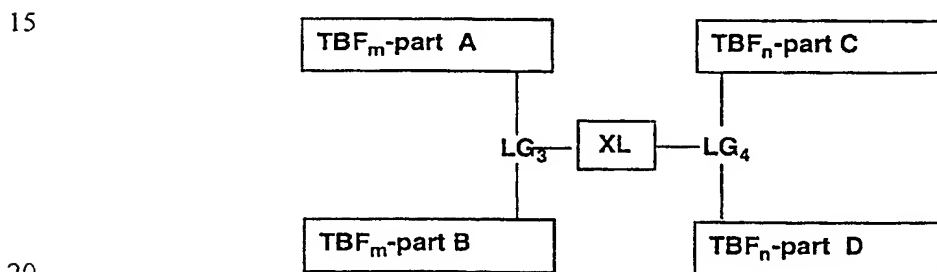 15
TBFm-part A
TBFn-part C
LG3
XL
LG4
TBFm-part B
TBFn-part D
20